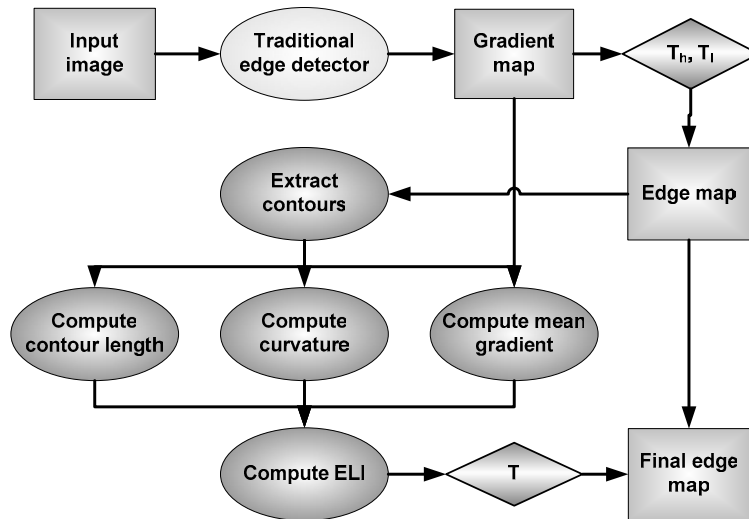 Input
image
Traditional
edge detector
Gradient
map
Th, Tl
Extract
contours
Edge map
Compute
contour length
Compute
curvature
Compute mean
gradient
Compute ELI
T
Final edge
map